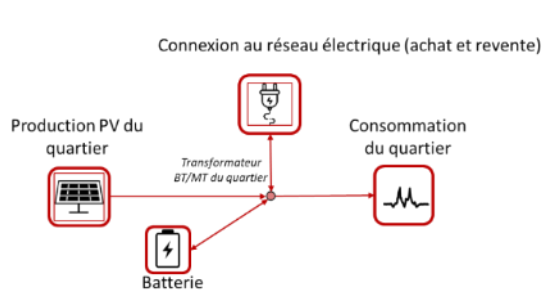 Connexion au réseau électrique (achat et revente)
Production PV du
quartier
Consommation
du quartier
Transformateur
BT/MT du quartier
Batterie